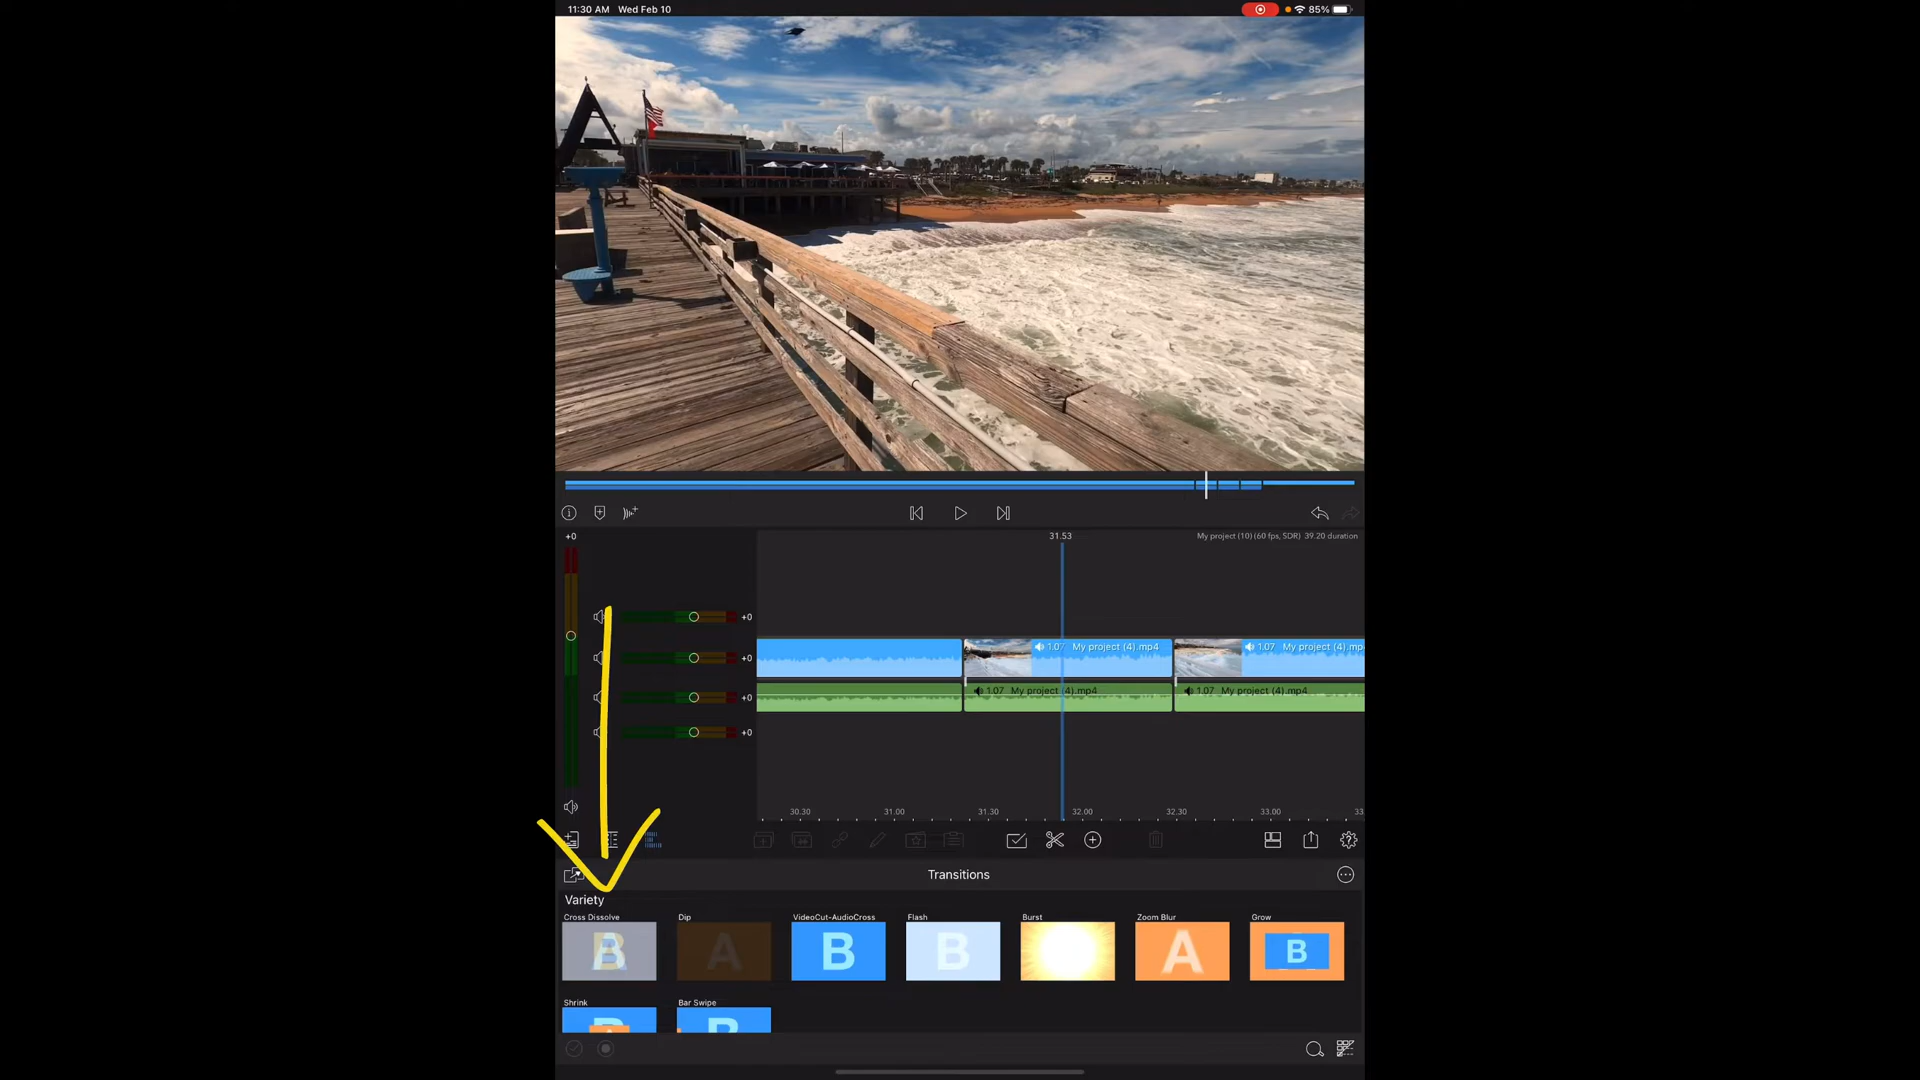 11:30 AM Wed Feb 10
85%
+0
31.53
My project (10) (60 fps, SDR) 39.20 duration
+0
1.07 My project (4).mp4
1.07 My project (4).mp4
+0
1.07 My project (4).mp4
1.07 My project (4).mp4
+0
+0
30.30 31.00 31.30 32.00 32.30 33.00
Transitions
Variety
Cross Dissolve Dip VideoCut-AudioCross Flash Burst Zoom Blur Grow
B A B B A B
Shrink Bar Swipe